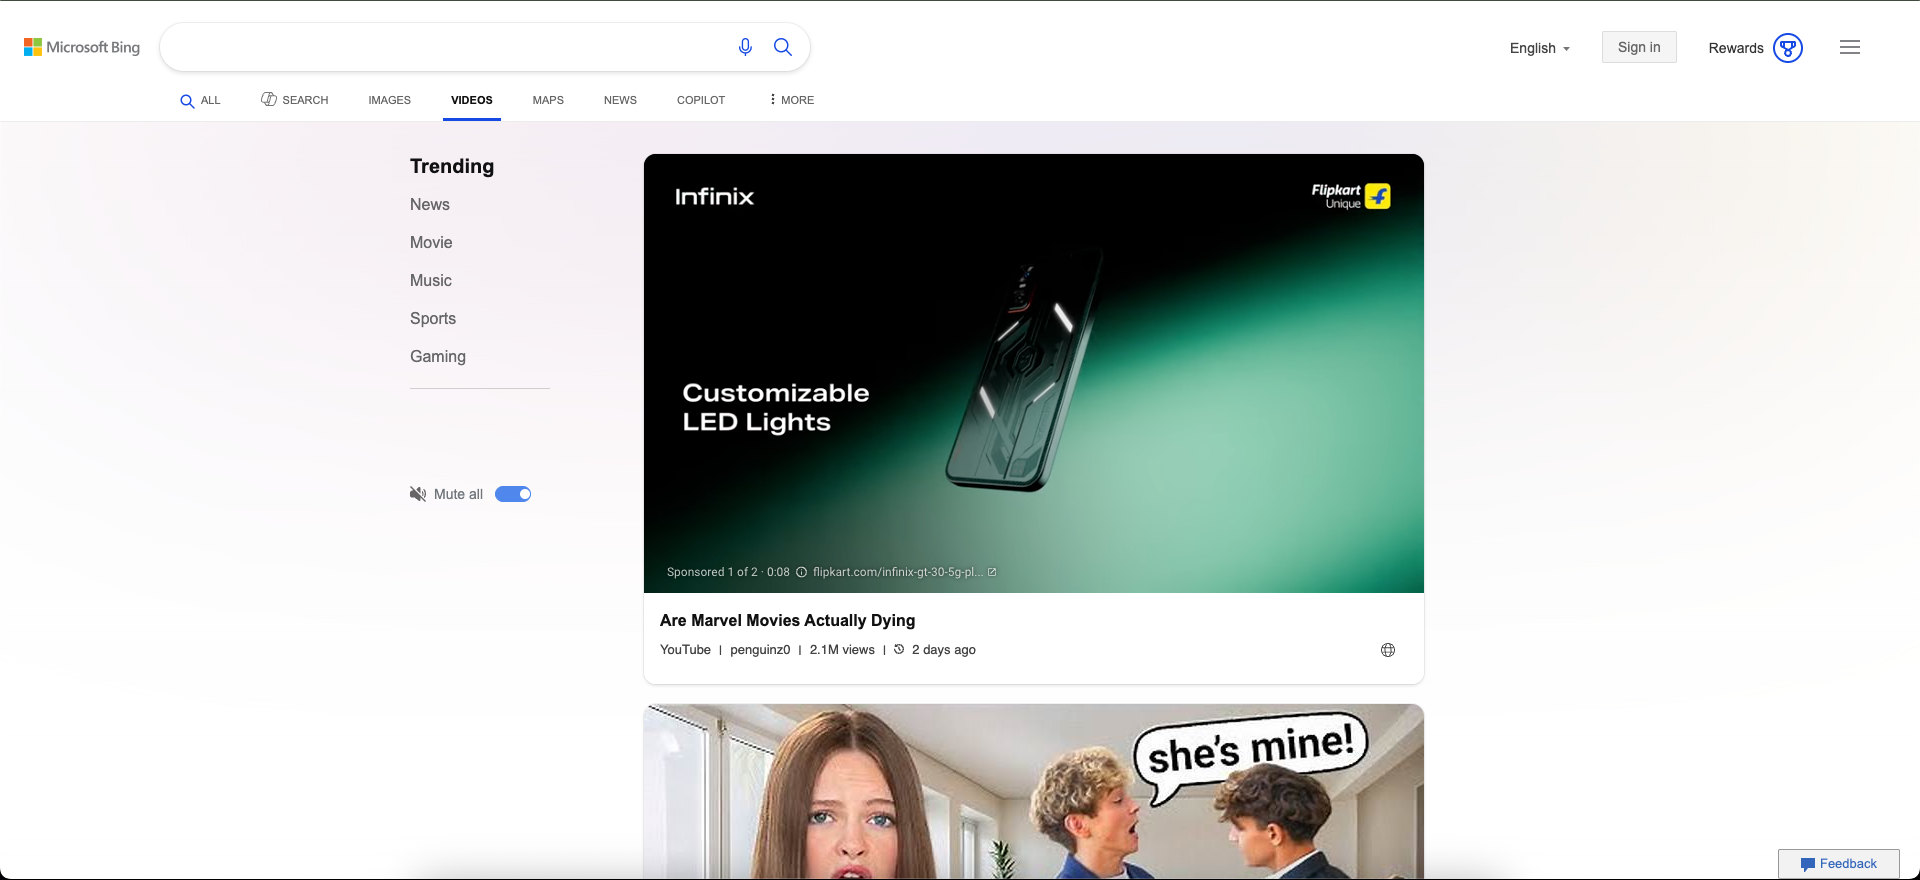 Microsoft Bing
English
Sign in
Rewards
ALL
SEARCH
IMAGES
VIDEOS
MAPS
NEWS
COPILOT
MORE
Trending
News
Movie
Music
Sports
Gaming
Mute all
Infinix
Flipkart
Unique
Customizable
LED Lights
Sponsored 1 of 2 · 0:08 flipkart.com/infinix-gt-30-5g-pl...
Are Marvel Movies Actually Dying
YouTube | penguinz0 | 2.1M views | 2 days ago
she's mine!
Feedback